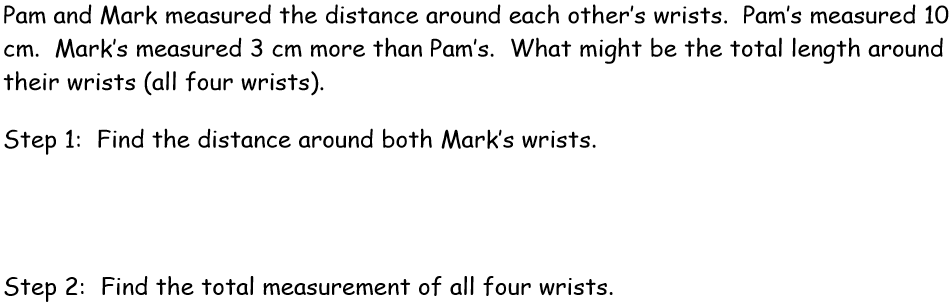 Pam and Mark measured the distance around each other's wrists.  Pam's measured 10
cm.  Mark's measured 3 cm more than Pam's.  What might be the total length around
their wrists (all four wrists).
Step 1:  Find the distance around both Mark's wrists.
Step 2:  Find the total measurement of all four wrists.